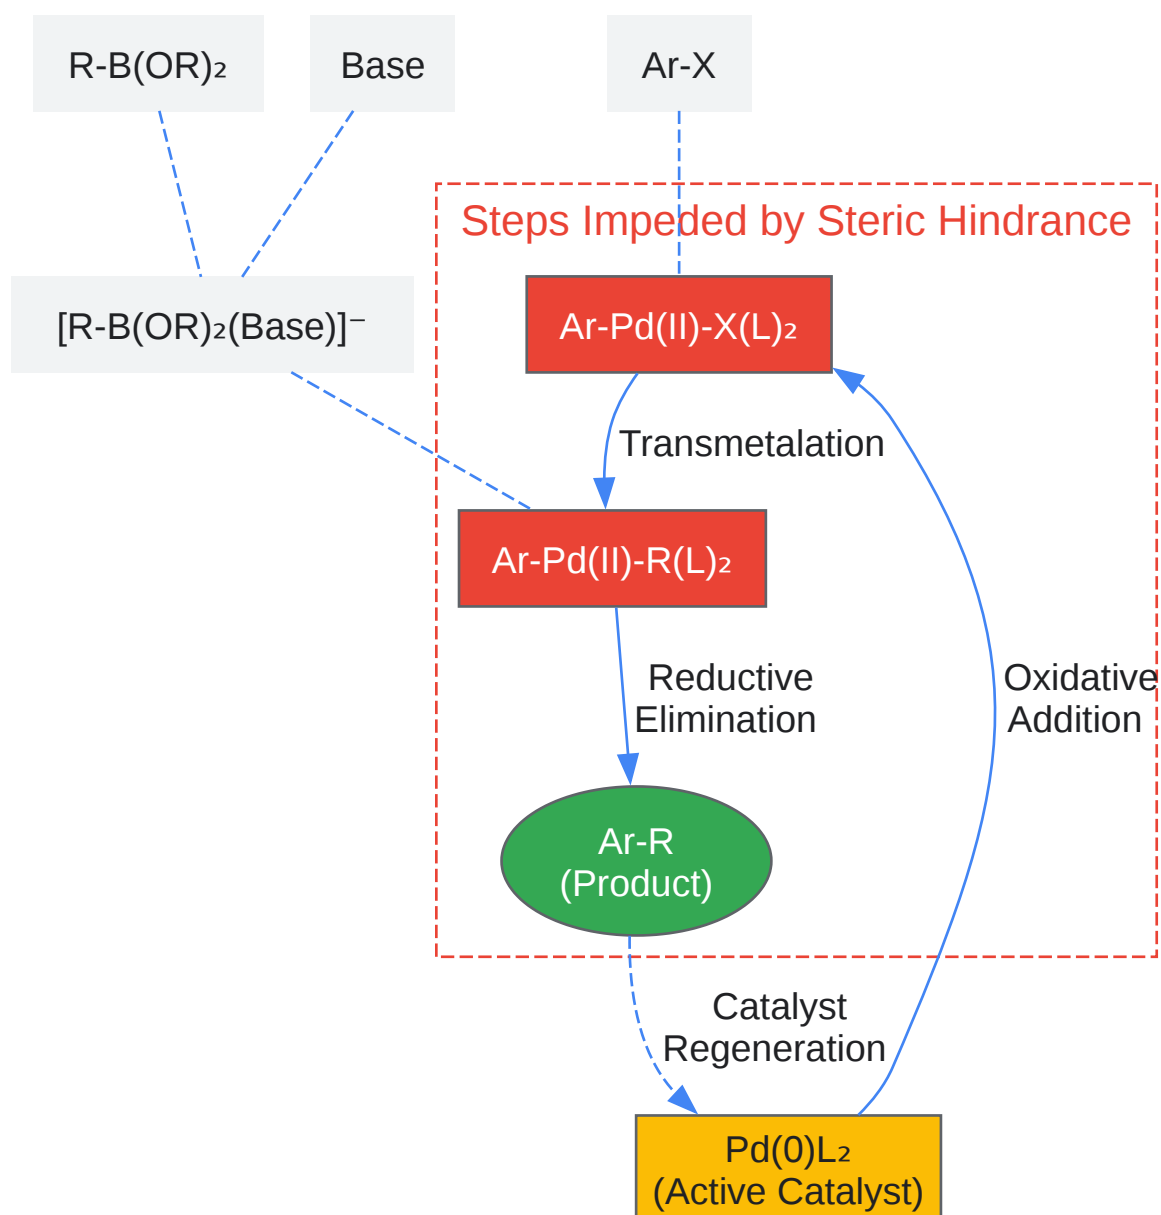 R-B(OR)₂
Base
Ar-X
Steps Impeded by Steric Hindrance
[R-B(OR)₂(Base)]⁻
Ar-Pd(II)-X(L)₂
Transmetalation
Ar-Pd(II)-R(L)₂
Reductive
Elimination
Oxidative
Addition
Ar-R
(Product)
Catalyst
Regeneration
Pd(0)L₂
(Active Catalyst)